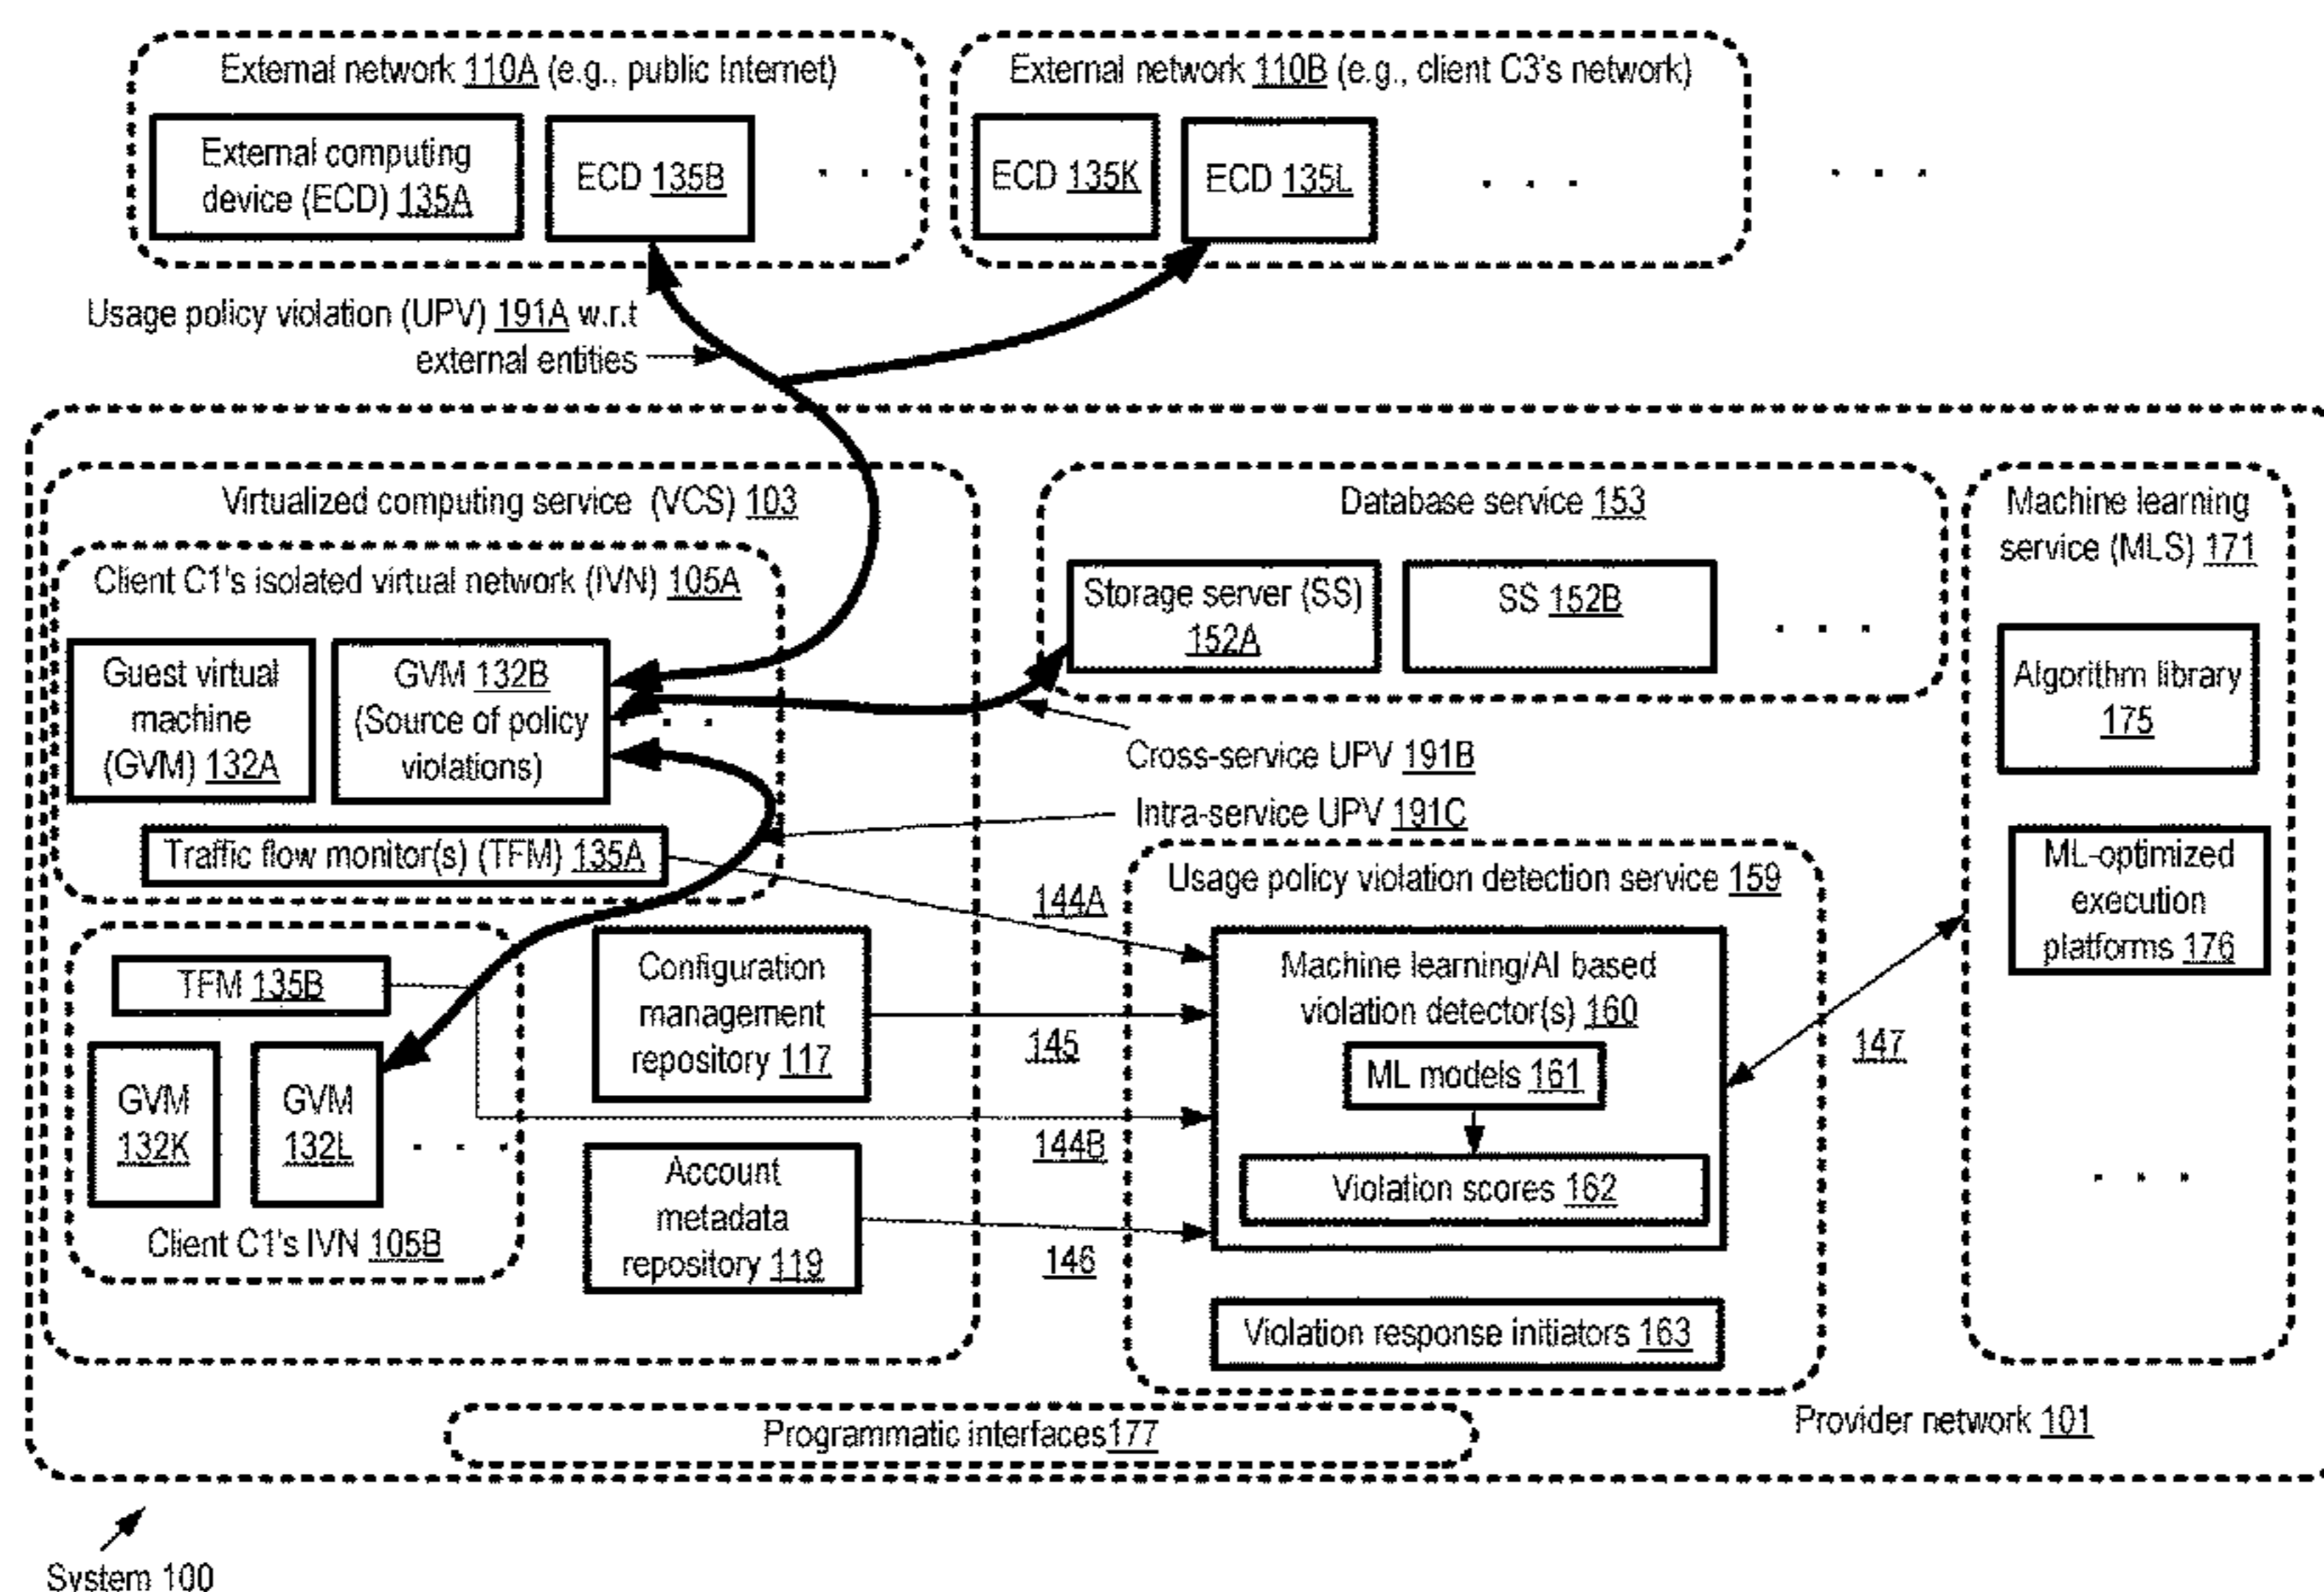 External network 110A (e.g., public Internet)
External computing
device (ECD) 135A
ECD 135B
External network 110B (e.g., client C3's network)
ECD 135K
ECD 135L
Usage policy violation (UPV) 191A w.r.t
external entities
Virtualized computing service (VCS) 103
Client C1's isolated virtual network (IVN) 105A
Guest virtual
machine
(GVM) 132A
GVM 132B
(Source of policy
violations)
Traffic flow monitor(s) (TFM) 135A
TFM 135B
GVM
132K
GVM
132L
Client C1's IVN 105B
Configuration
management
repository 117
Account
metadata
repository 119
Database service 153
Storage server (SS)
152A
SS 152B
Cross-service UPV 191B
Intra-service UPV 191C
144A
145
144B
146
Usage policy violation detection service 159
Machine learning/AI based
violation detector(s) 160
ML models 161
Violation scores 162
Violation response initiators 163
147
Machine learning
service (MLS) 171
Algorithm library
175
ML-optimized
execution
platforms 176
Programmatic interfaces177
Provider network 101
System 100